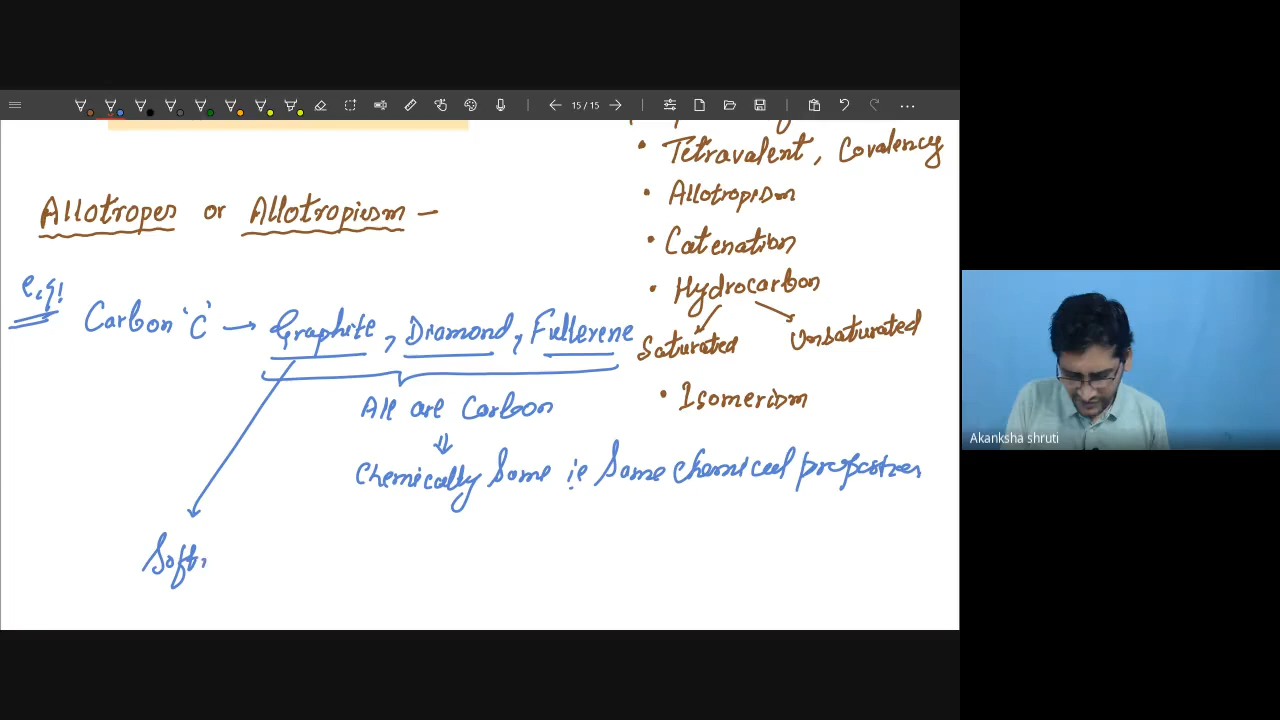 15/15
Tetravalent, Covalency
Allotropism
Catenation
Hydrocarbon
Saturated Unsaturated
Isomerism
Allotropes or Allotropiesm —
e.g!
Carbon 'C' → Graphite, Diamond, Fullerene
All are Carbon
Chemically Same ie Same chemical properties
Soft,
Akanksha shruti